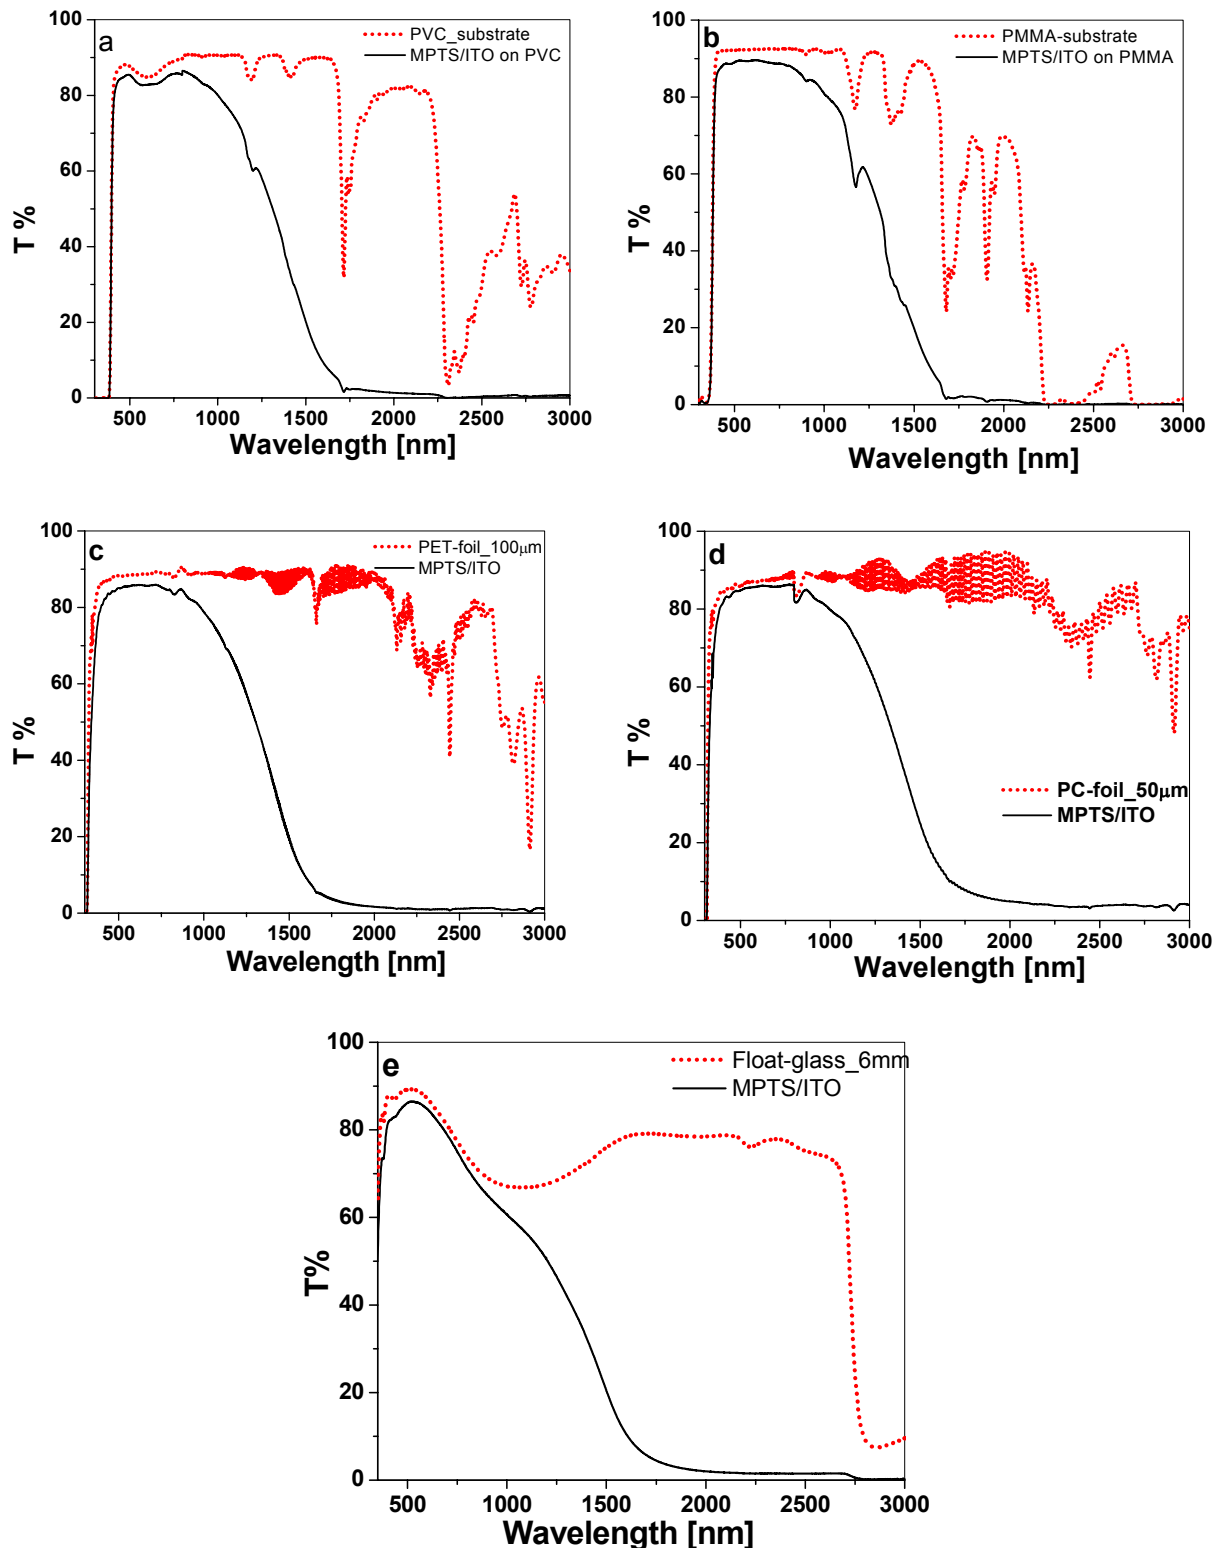 a
PVC_substrate
MPTS/ITO on PVC
T %
100
80
60
40
20
0
500 1000 1500 2000 2500 3000
Wavelength [nm]
b
PMMA-substrate
MPTS/ITO on PMMA
T %
100
80
60
40
20
0
500 1000 1500 2000 2500 3000
Wavelength [nm]
c
PET-foil_100μm
MPTS/ITO
T %
100
80
60
40
20
0
500 1000 1500 2000 2500 3000
Wavelength [nm]
d
PC-foil_50μm
MPTS/ITO
T %
100
80
60
40
20
0
500 1000 1500 2000 2500 3000
Wavelength [nm]
e
Float-glass_6mm
MPTS/ITO
T%
100
80
60
40
20
0
500 1000 1500 2000 2500 3000
Wavelength [nm]